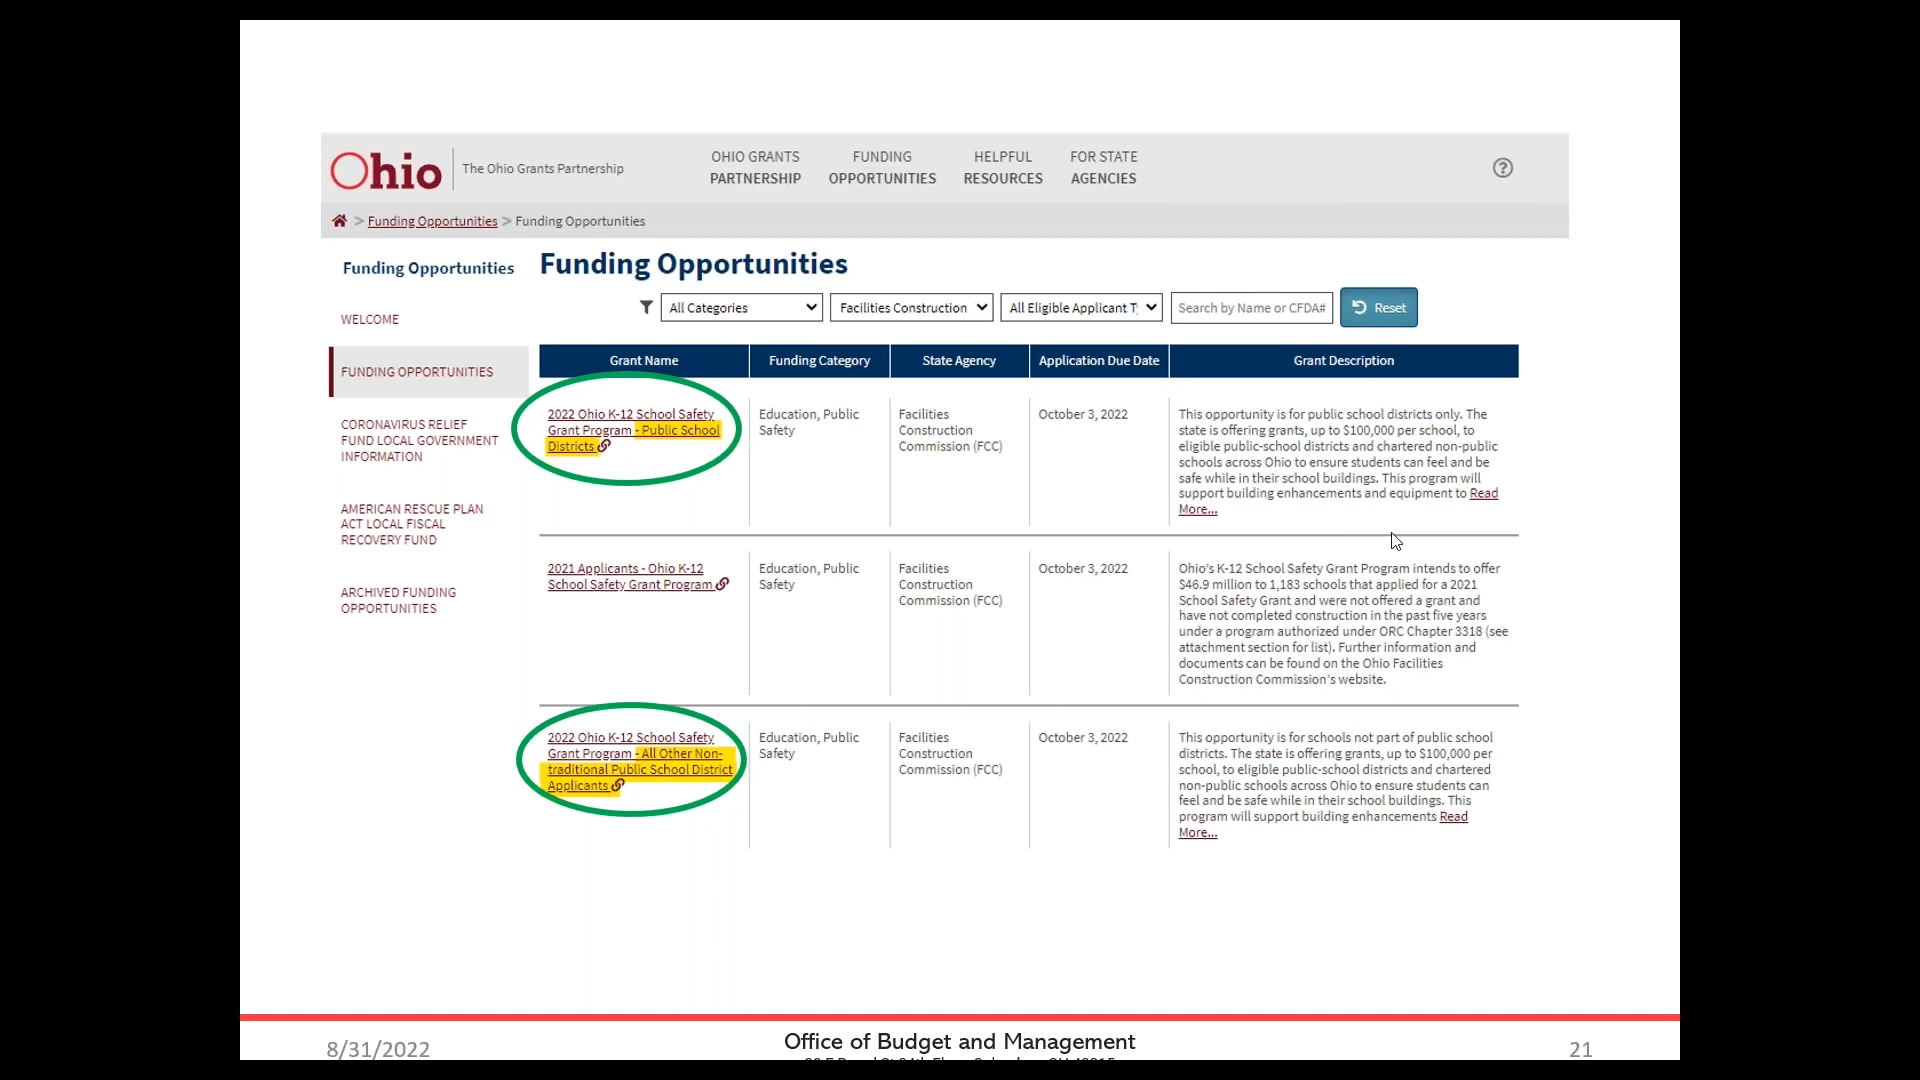 Ohio
The Ohio Grants Partnership
OHIO GRANTS
PARTNERSHIP
FUNDING
OPPORTUNITIES
HELPFUL
RESOURCES
FOR STATE
AGENCIES
?
> Funding Opportunities > Funding Opportunities
Funding Opportunities
WELCOME
FUNDING OPPORTUNITIES
CORONAVIRUS RELIEF
FUND LOCAL GOVERNMENT
INFORMATION
AMERICAN RESCUE PLAN
ACT LOCAL FISCAL
RECOVERY FUND
ARCHIVED FUNDING
OPPORTUNITIES
Funding Opportunities
All Categories
Facilities Construction
All Eligible Applicant T
Search by Name or CFDA#
Reset
Grant Name
Funding Category
State Agency
Application Due Date
Grant Description
2022 Ohio K-12 School Safety
Grant Program - Public School
Districts
Education, Public
Safety
Facilities
Construction
Commission (FCC)
October 3, 2022
This opportunity is for public school districts only. The
state is offering grants, up to $100,000 per school, to
eligible public-school districts and chartered non-public
schools across Ohio to ensure students can feel and be
safe while in their school buildings. This program will
support building enhancements and equipment to Read
More...
2021 Applicants - Ohio K-12
School Safety Grant Program
Education, Public
Safety
Facilities
Construction
Commission (FCC)
October 3, 2022
Ohio's K-12 School Safety Grant Program intends to offer
$46.9 million to 1,183 schools that applied for a 2021
School Safety Grant and were not offered a grant and
have not completed construction in the past five years
under a program authorized under ORC Chapter 3318 (see
attachment section for list). Further information and
documents can be found on the Ohio Facilities
Construction Commission's website.
2022 Ohio K-12 School Safety
Grant Program - All Other Non-
traditional Public School District
Applicants
Education, Public
Safety
Facilities
Construction
Commission (FCC)
October 3, 2022
This opportunity is for schools not part of public school
districts. The state is offering grants, up to $100,000 per
school, to eligible public-school districts and chartered
non-public schools across Ohio to ensure students can
feel and be safe while in their school buildings. This
program will support building enhancements Read
More...
8/31/2022
Office of Budget and Management
21